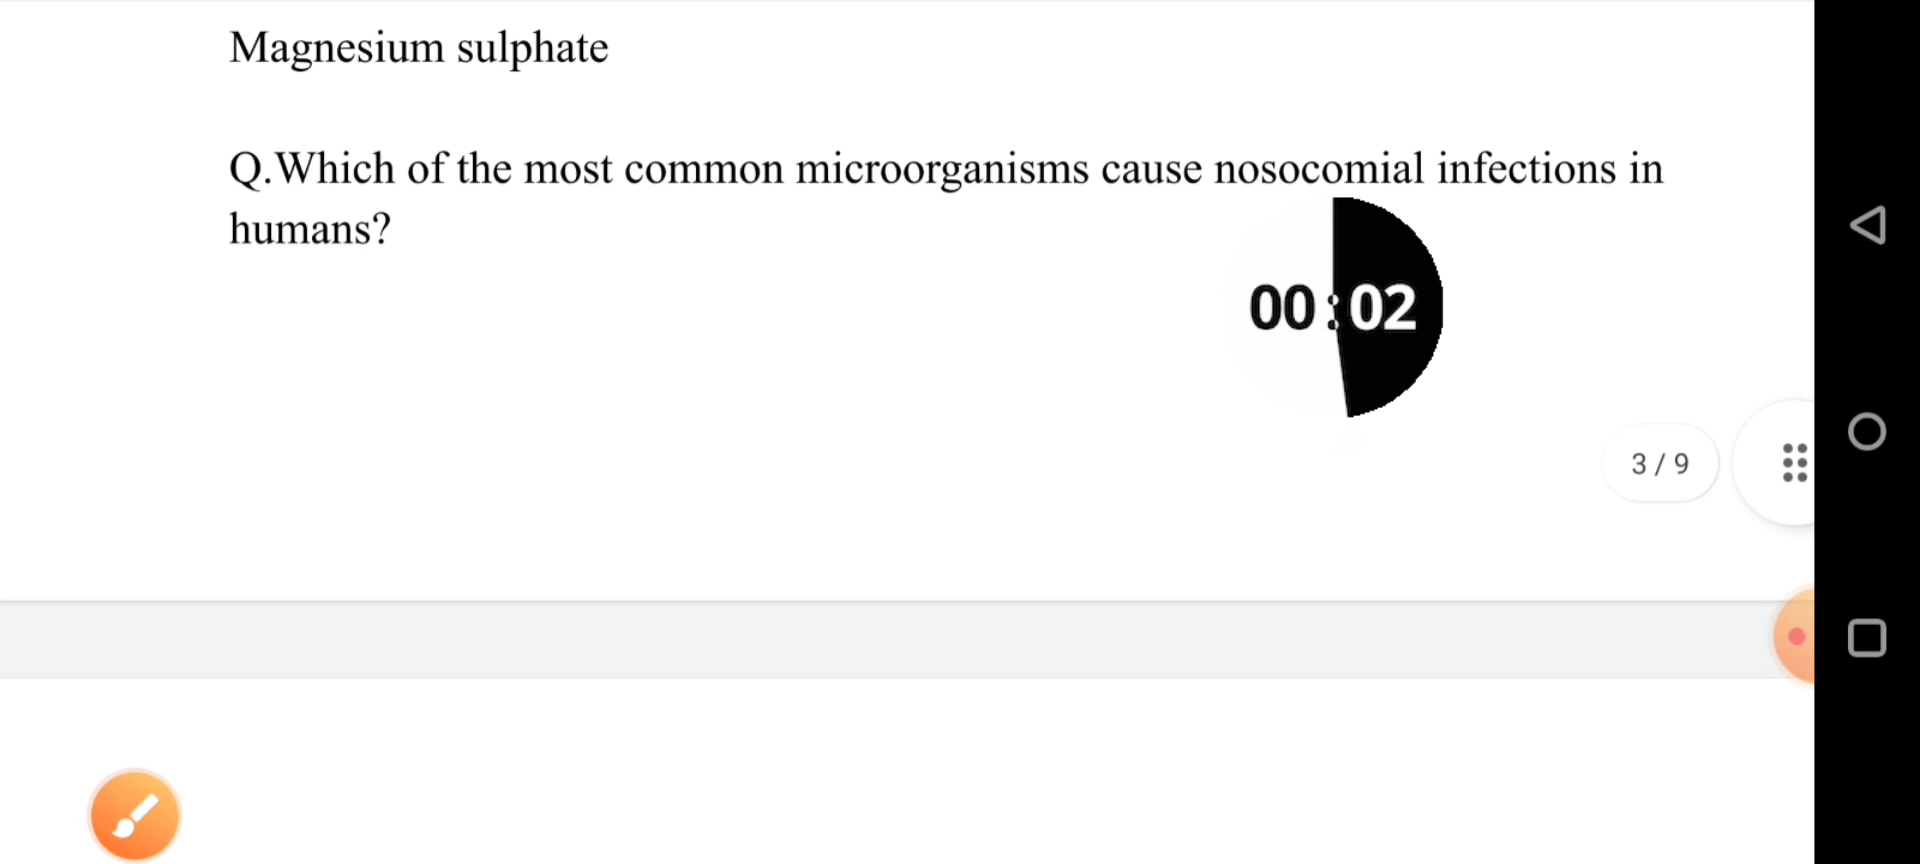 Magnesium sulphate
Q.Which of the most common microorganisms cause nosocomial infections in
humans?
00:02
3 / 9